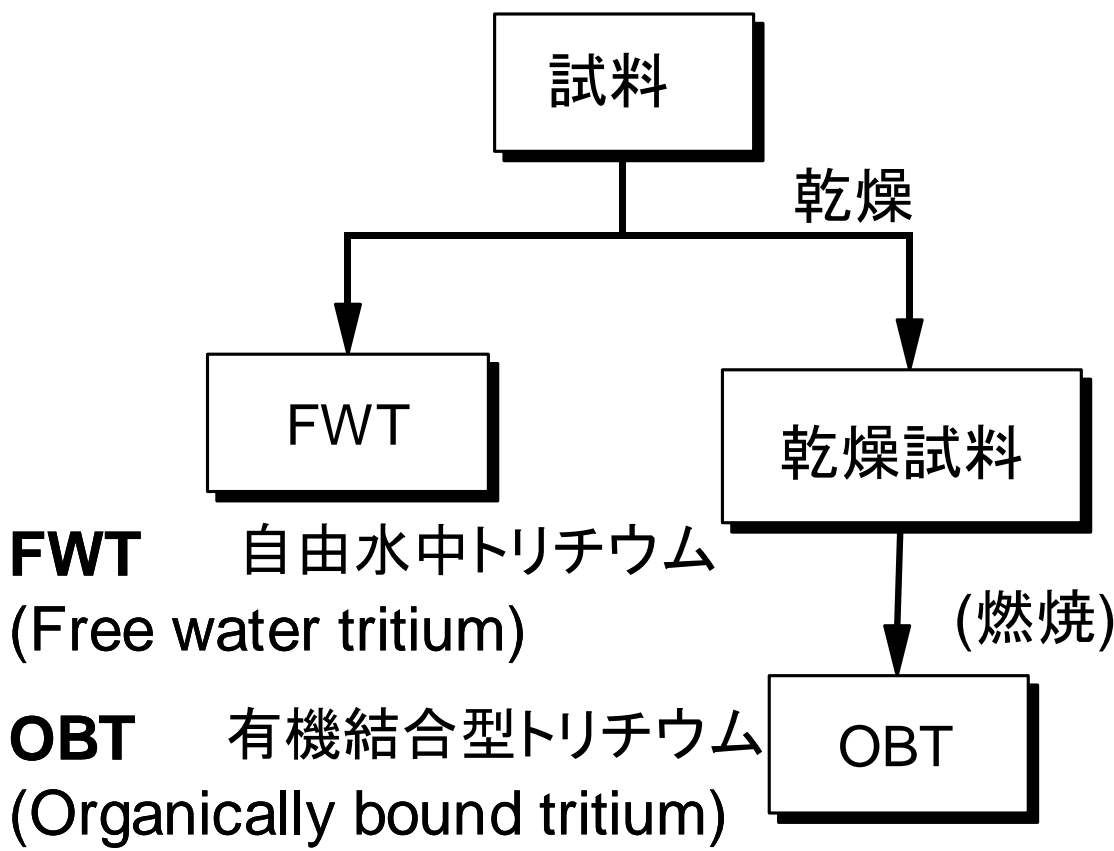 試料
乾燥
FWT
乾燥試料
FWT 自由水中トリチウム
(Free water tritium)
(燃焼)
OBT 有機結合型トリチウム
(Organically bound tritium)
OBT